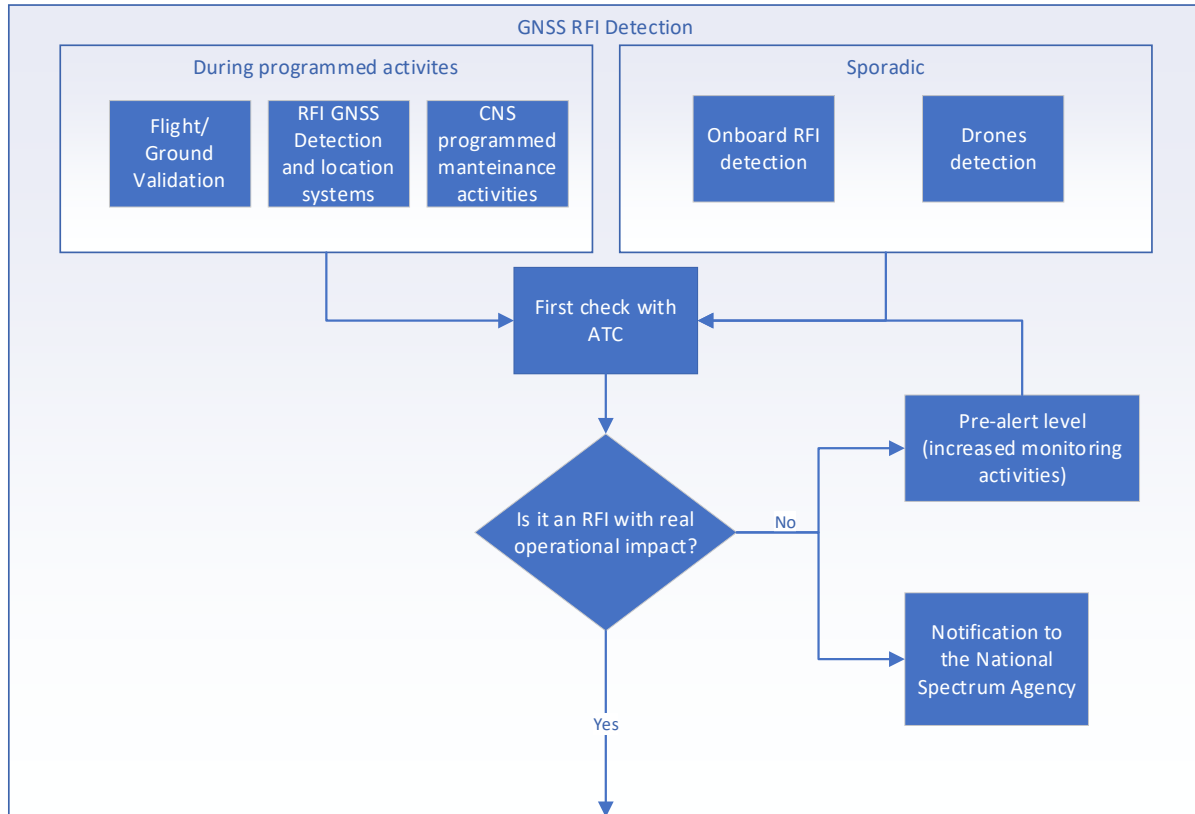 GNSS RFI Detection
During programmed activites
Flight/
Ground
Validation
RFI GNSS
Detection
and location
systems
CNS
programmed
manteinance
activities
Sporadic
Onboard RFI
detection
Drones
detection
First check with
ATC
Pre-alert level
(increased monitoring
activities)
Is it an RFI with real
operational impact?
No
Notification to
the National
Spectrum Agency
Yes